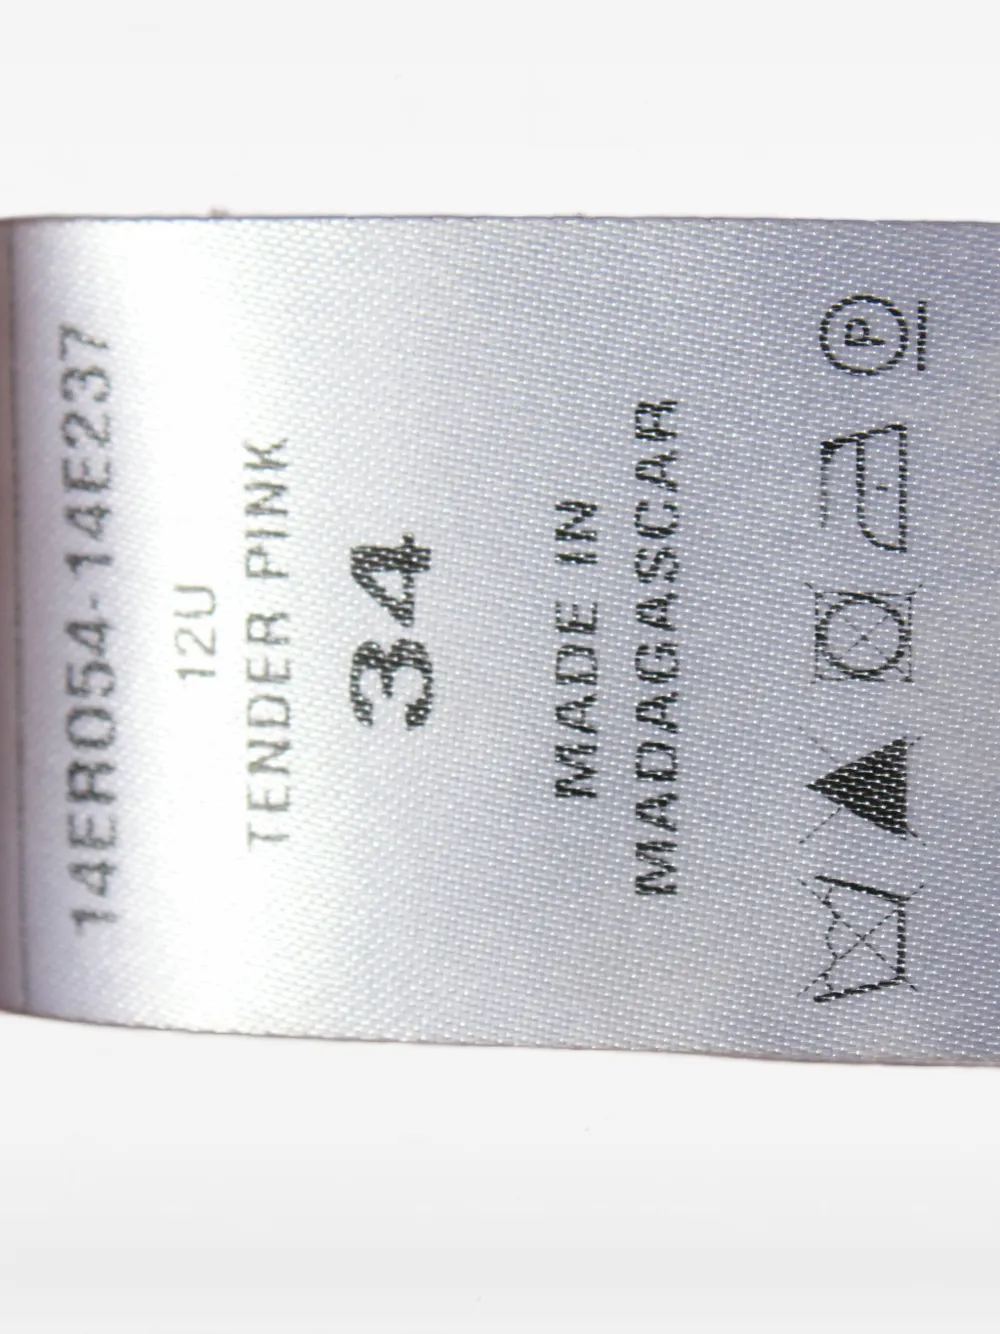 14ER054-14E237
12U
TENDER PINK
34
MADE IN
MADAGASCAR
P